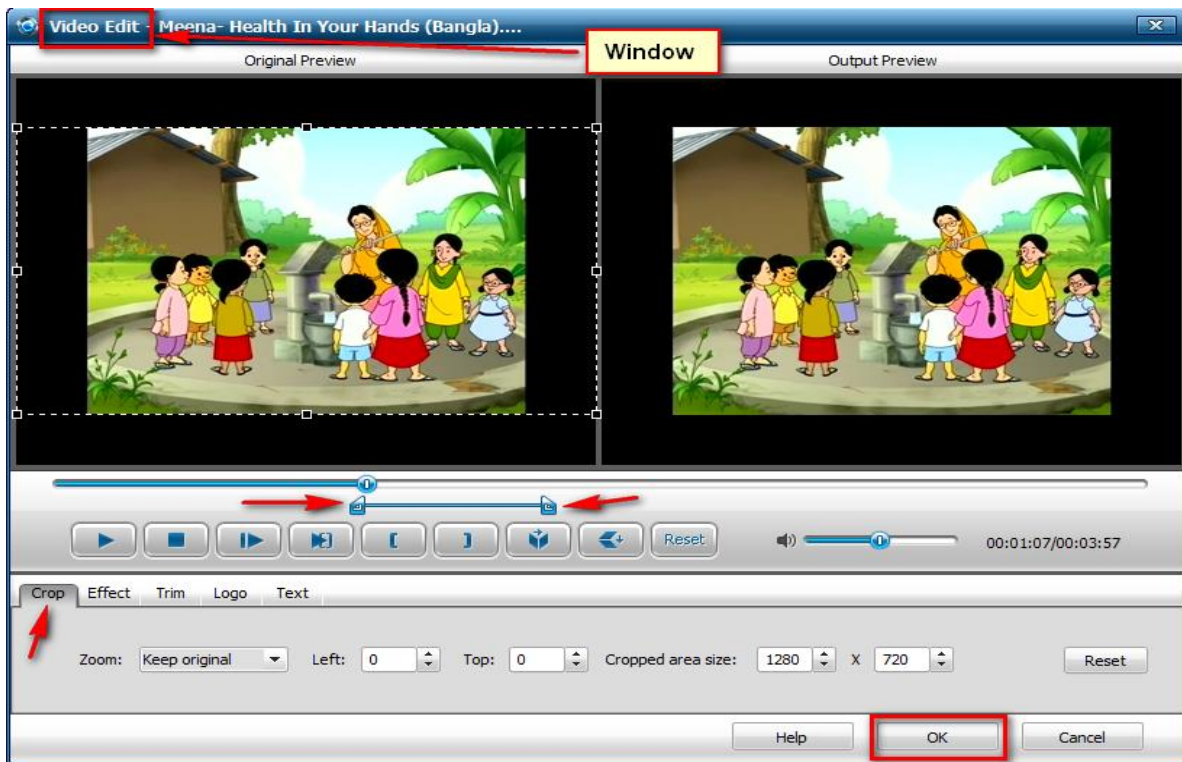 Video Edit - Meena- Health In Your Hands (Bangla)....
Window
Original Preview
Output Preview
Reset
00:01:07/00:03:57
Crop Effect Trim Logo Text
Zoom: Keep original Left: 0 Top: 0 Cropped area size: 1280 X 720 Reset
Help OK Cancel